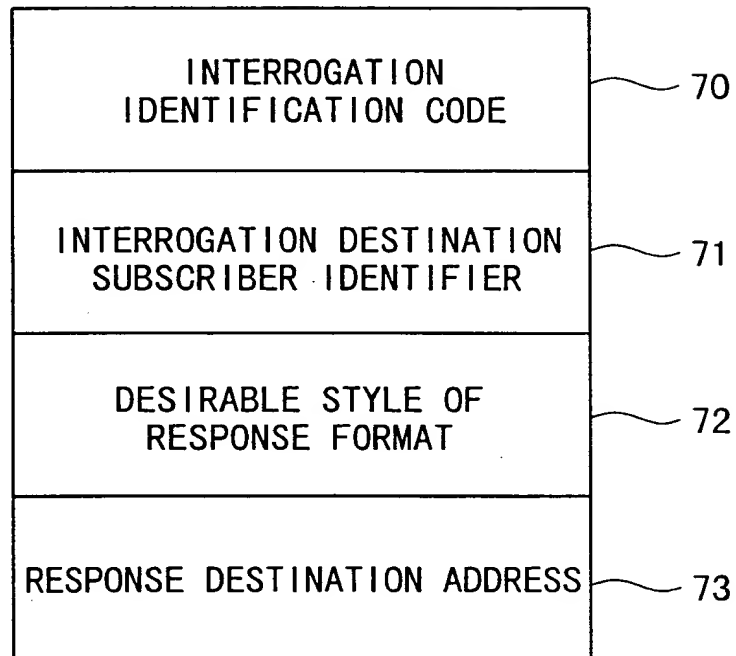 INTERROGATION
IDENTIFICATION CODE
70
INTERROGATION DESTINATION
SUBSCRIBER IDENTIFIER
71
DESIRABLE STYLE OF
RESPONSE FORMAT
72
RESPONSE DESTINATION ADDRESS
73